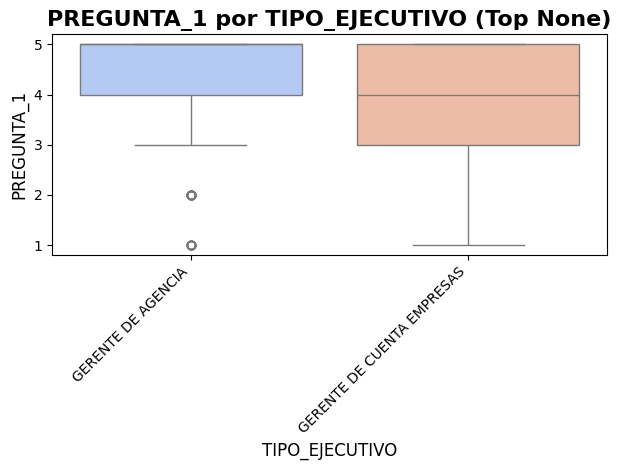 PREGUNTA_1 por TIPO_EJECUTIVO (Top None)
5
4
3
2
1
PREGUNTA_1
GERENTE DE AGENCIA
GERENTE DE CUENTA EMPRESAS
TIPO_EJECUTIVO